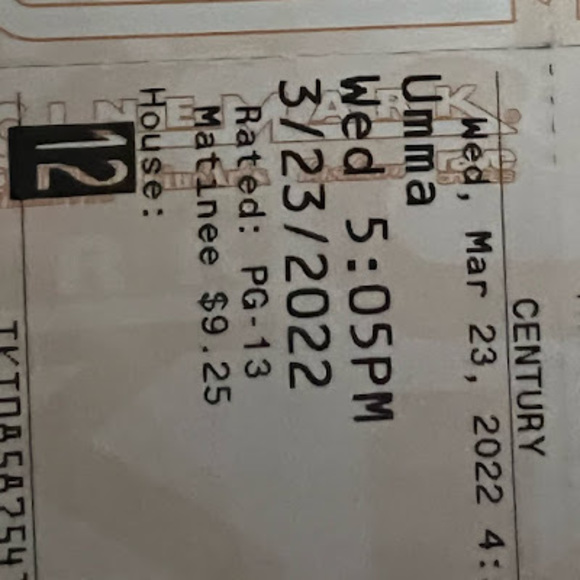 CENTURY
Wed, Mar 23, 2022 4:
Umma
Wed 5:05PM
3/23/2022
Rated: PG-13
Matinee $9.25
House:
12
CINEMARK